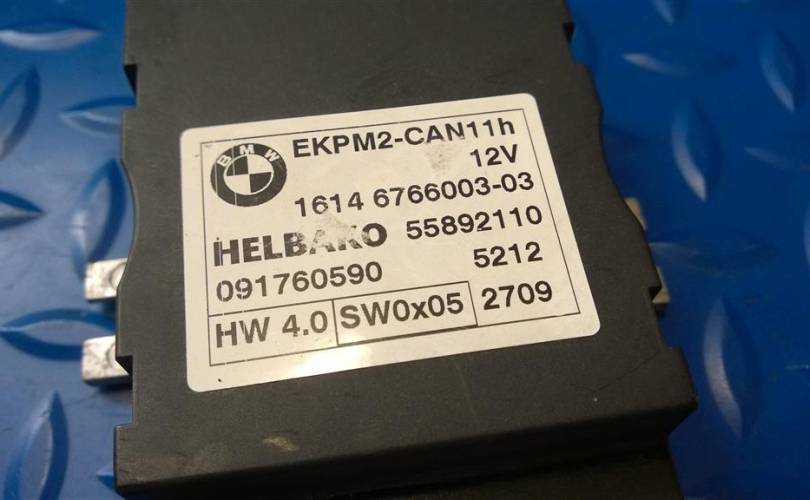 BMW EKPM2-CAN11h
12V
1614 6766003-03
HELBAKO 55892110
091760590 5212
HW 4.0 SW0x05 2709